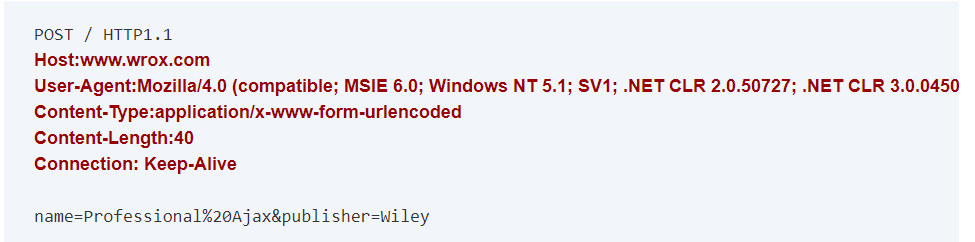 POST / HTTP1.1
Host:www.wrox.com
User-Agent:Mozilla/4.0 (compatible; MSIE 6.0; Windows NT 5.1; SV1; .NET CLR 2.0.50727; .NET CLR 3.0.0450
Content-Type:application/x-www-form-urlencoded
Content-Length:40
Connection: Keep-Alive
name=Professional%20Ajax&publisher=Wiley